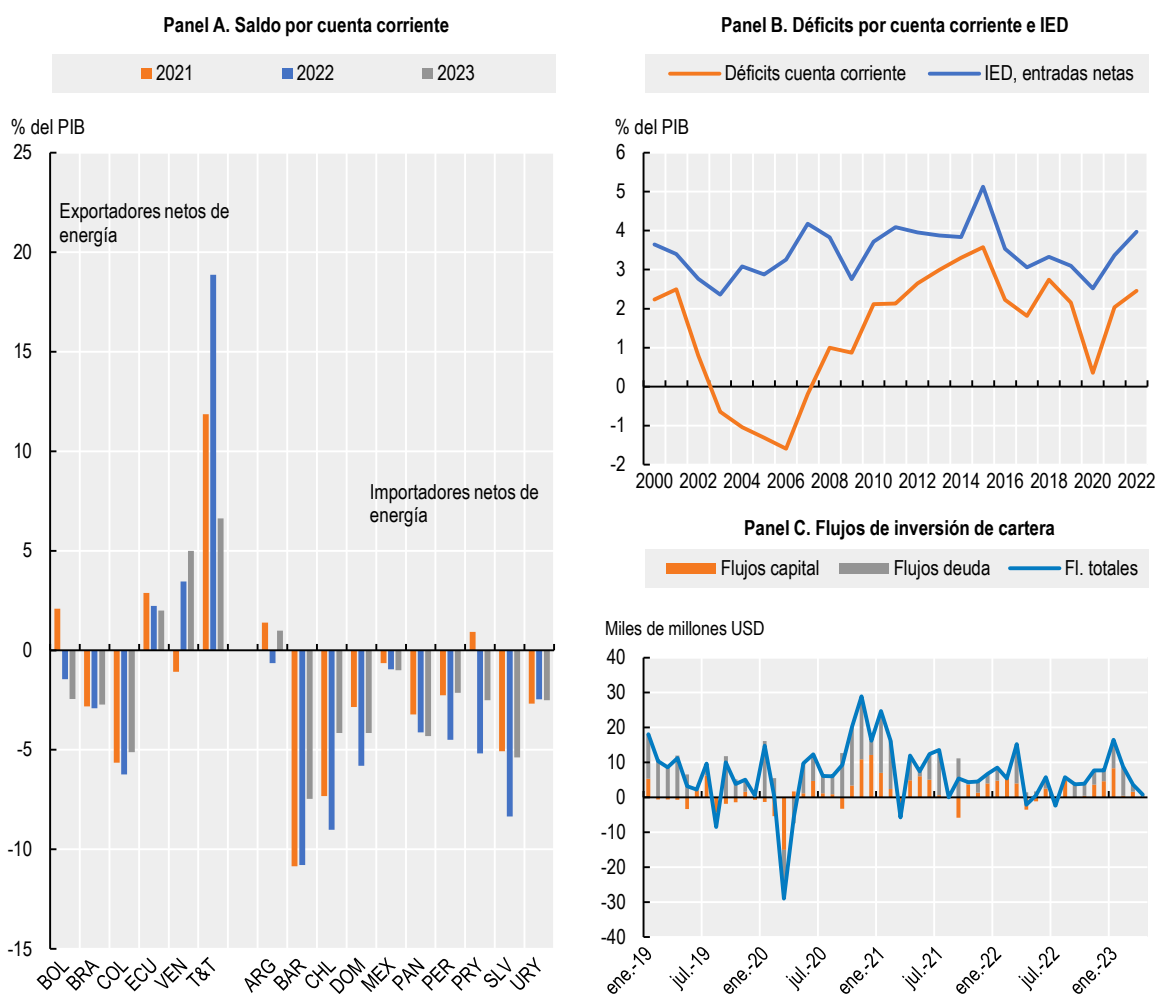 Panel A. Saldo por cuenta corriente
2021
2022
2023
% del PIB
25
20
15
10
5
0
-5
-10
-15
Exportadores netos de
energía
Importadores netos de
energía
BOL
BRA
COL
ECU
VEN
T&T
ARG
BAR
CHL
DOM
MEX
PAN
PER
PRY
SLV
URY
Panel B. Déficits por cuenta corriente e IED
Déficits cuenta corriente
IED, entradas netas
% del PIB
6
5
4
3
2
1
0
-1
-2
2000 2002 2004 2006 2008 2010 2012 2014 2016 2018 2020 2022
Panel C. Flujos de inversión de cartera
Flujos capital
Flujos deuda
Fl. totales
Miles de millones USD
40
30
20
10
0
-10
-20
-30
-40
ene.-19
jul.-19
ene.-20
jul.-20
ene.-21
jul.-21
ene.-22
jul.-22
ene.-23